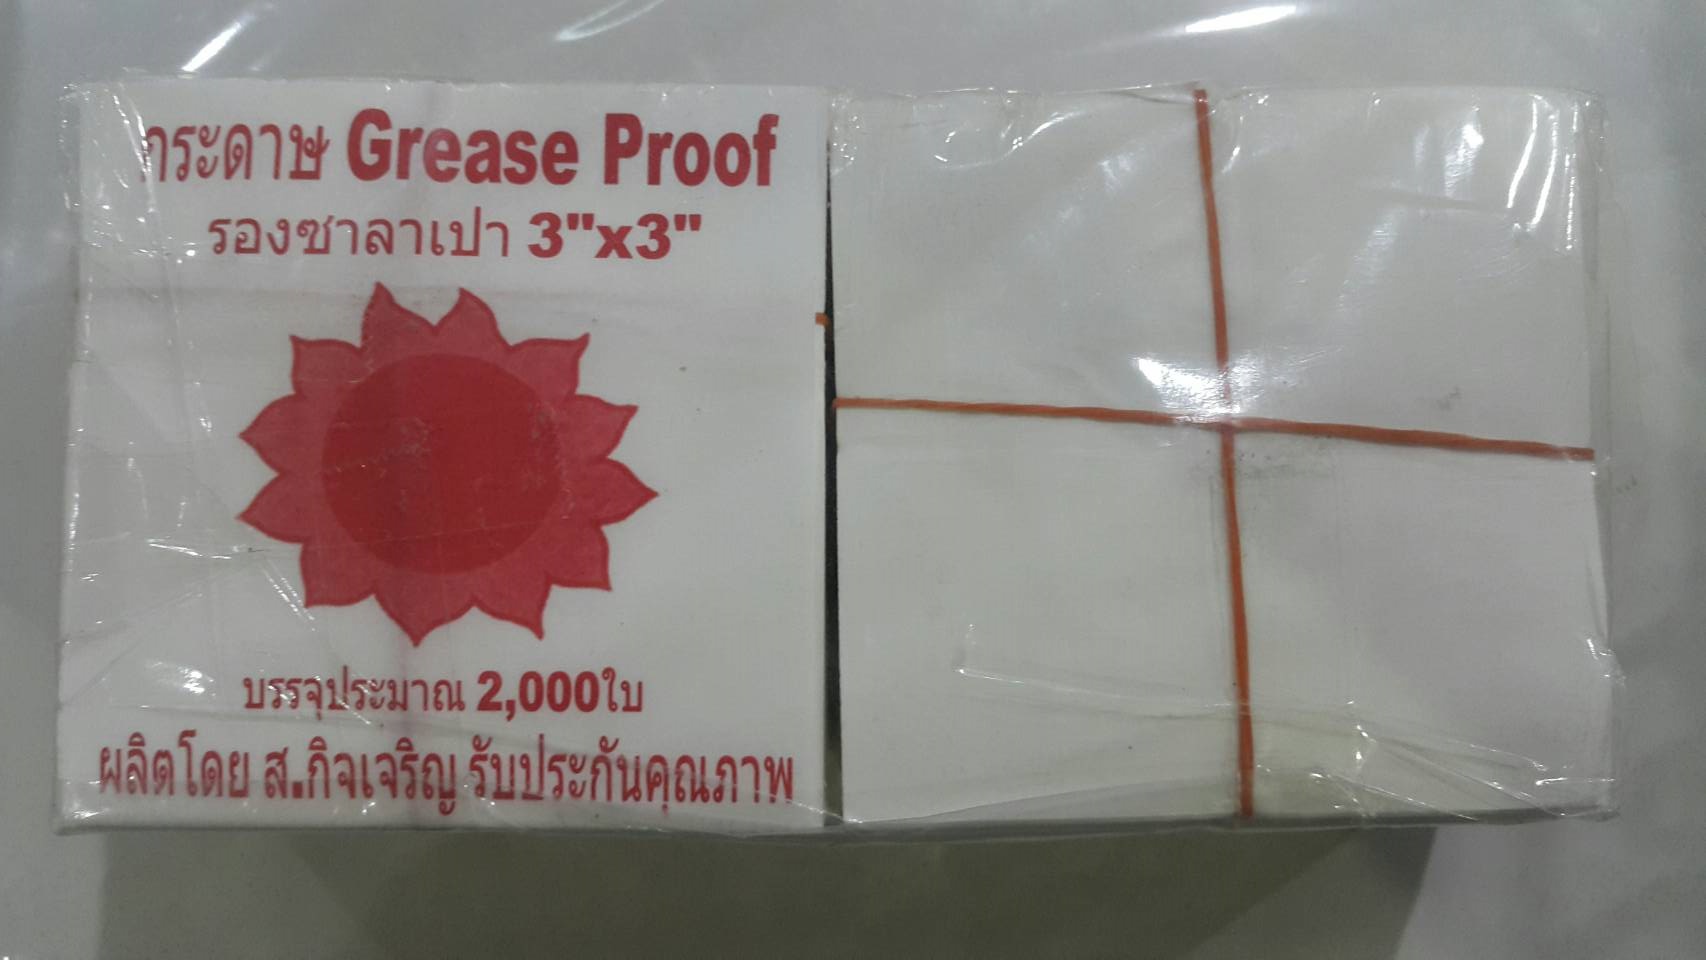 กระดาษ Grease Proof
รองซาลาเปา 3"x3"
บรรจุประมาณ 2,000ใบ
ผลิตโดย ส.กิจเจริญ รับประกันคุณภาพ